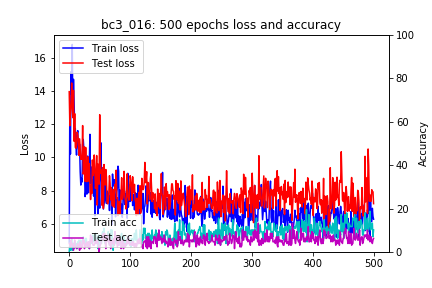 bc3_016: 500 epochs loss and accuracy
Train loss
Test loss
Train acc
Test acc
Loss
16
14
12
10
8
6
Accuracy
100
80
60
40
20
0
0 100 200 300 400 500